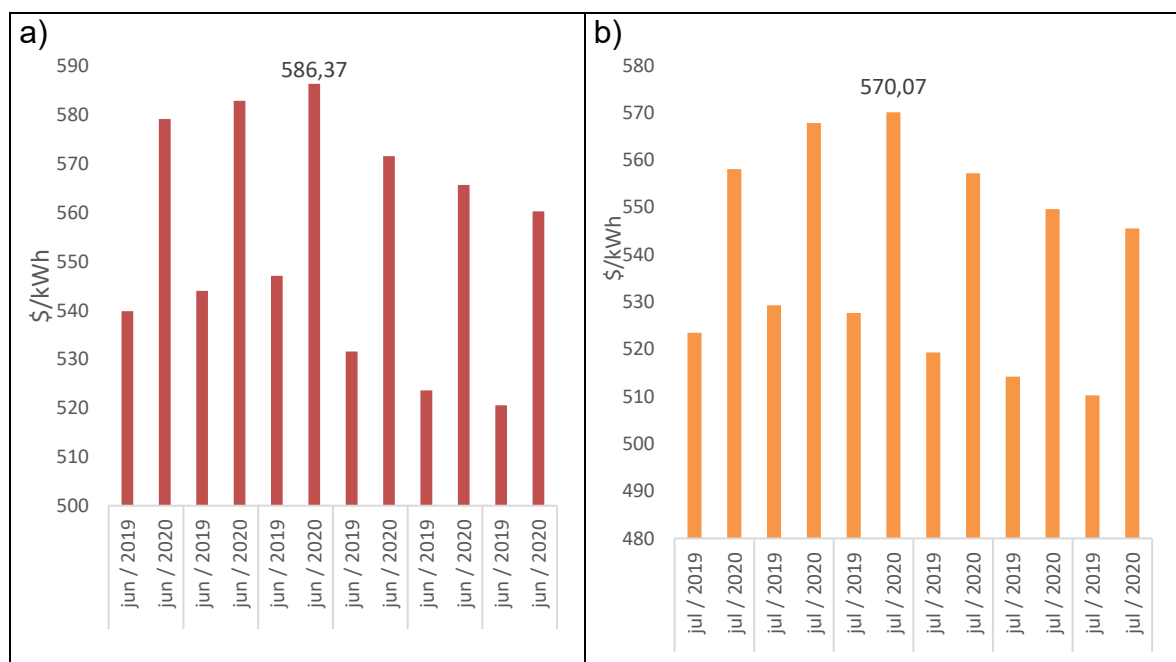 a)
590
586,37
580
570
560
550
540
530
520
510
500
$/kWh
jun / 2019
jun / 2020
jun / 2019
jun / 2020
jun / 2019
jun / 2020
jun / 2019
jun / 2020
jun / 2019
jun / 2020
jun / 2019
jun / 2020
b)
580
570,07
570
560
550
540
530
520
510
500
490
480
$/kWh
jul / 2019
jul / 2020
jul / 2019
jul / 2020
jul / 2019
jul / 2020
jul / 2019
jul / 2020
jul / 2019
jul / 2020
jul / 2019
jul / 2020